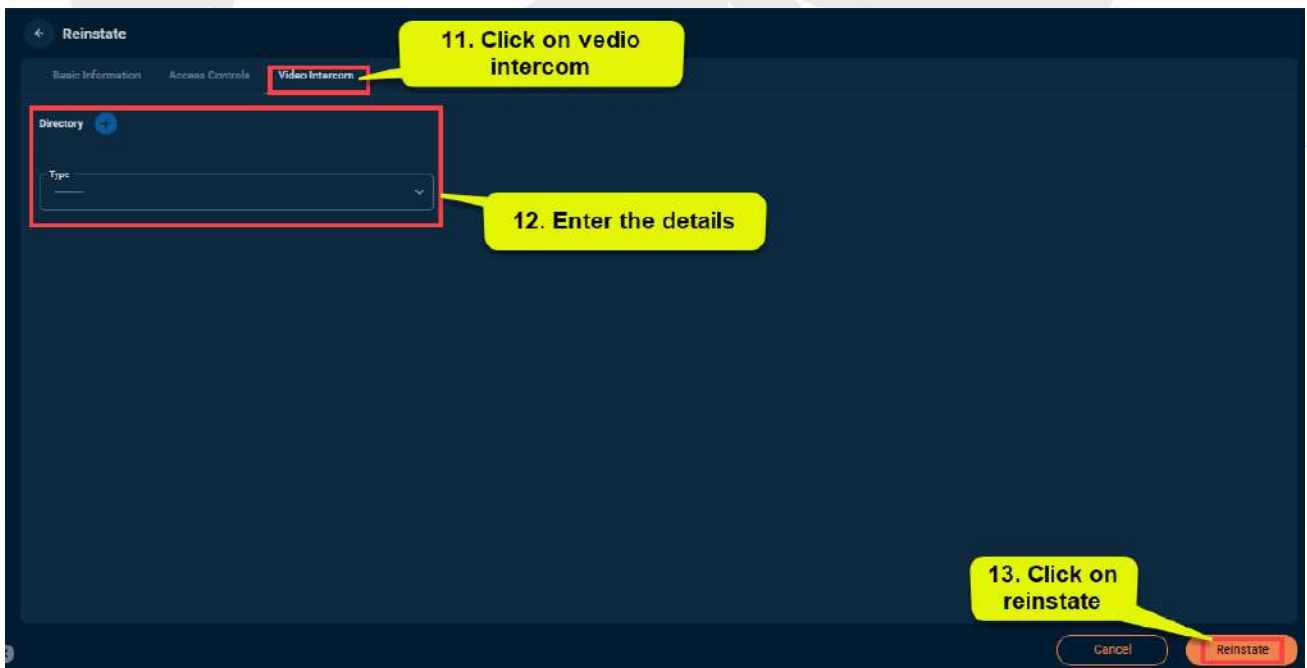 Reinstate
11. Click on vedio
intercom
Basic Information Access Controls Video Intercom
Directory
Type
12. Enter the details
13. Click on
reinstate
Cancel Reinstate